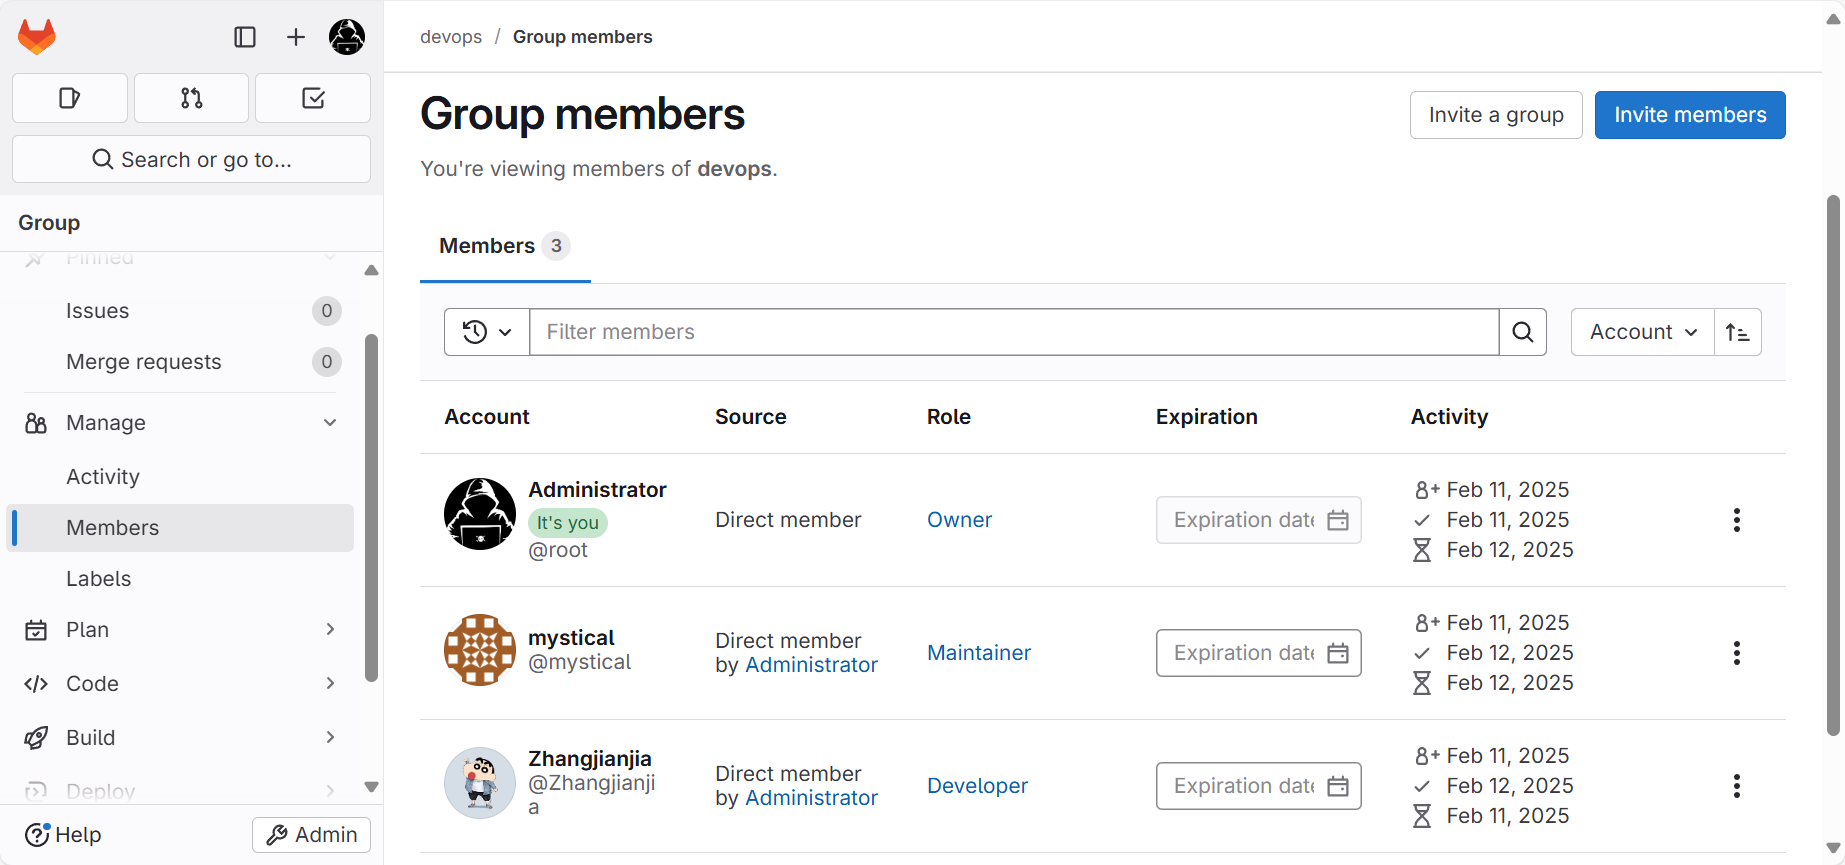 devops / Group members
Search or go to...
Group
Pinned
Issues 0
Merge requests 0
Manage
Activity
Members
Labels
Plan
Code
Build
Deploy
Help
Admin
Group members
Invite a group
Invite members
You're viewing members of devops.
Members 3
Filter members
Account
Account Source Role Expiration Activity
Administrator
It's you
@root
Direct member
Owner
Expiration date
Feb 11, 2025
Feb 11, 2025
Feb 12, 2025
mystical
@mystical
Direct member
by Administrator
Maintainer
Expiration date
Feb 11, 2025
Feb 12, 2025
Feb 12, 2025
Zhangjianjia
@Zhangjianji
a
Direct member
by Administrator
Developer
Expiration date
Feb 11, 2025
Feb 12, 2025
Feb 11, 2025